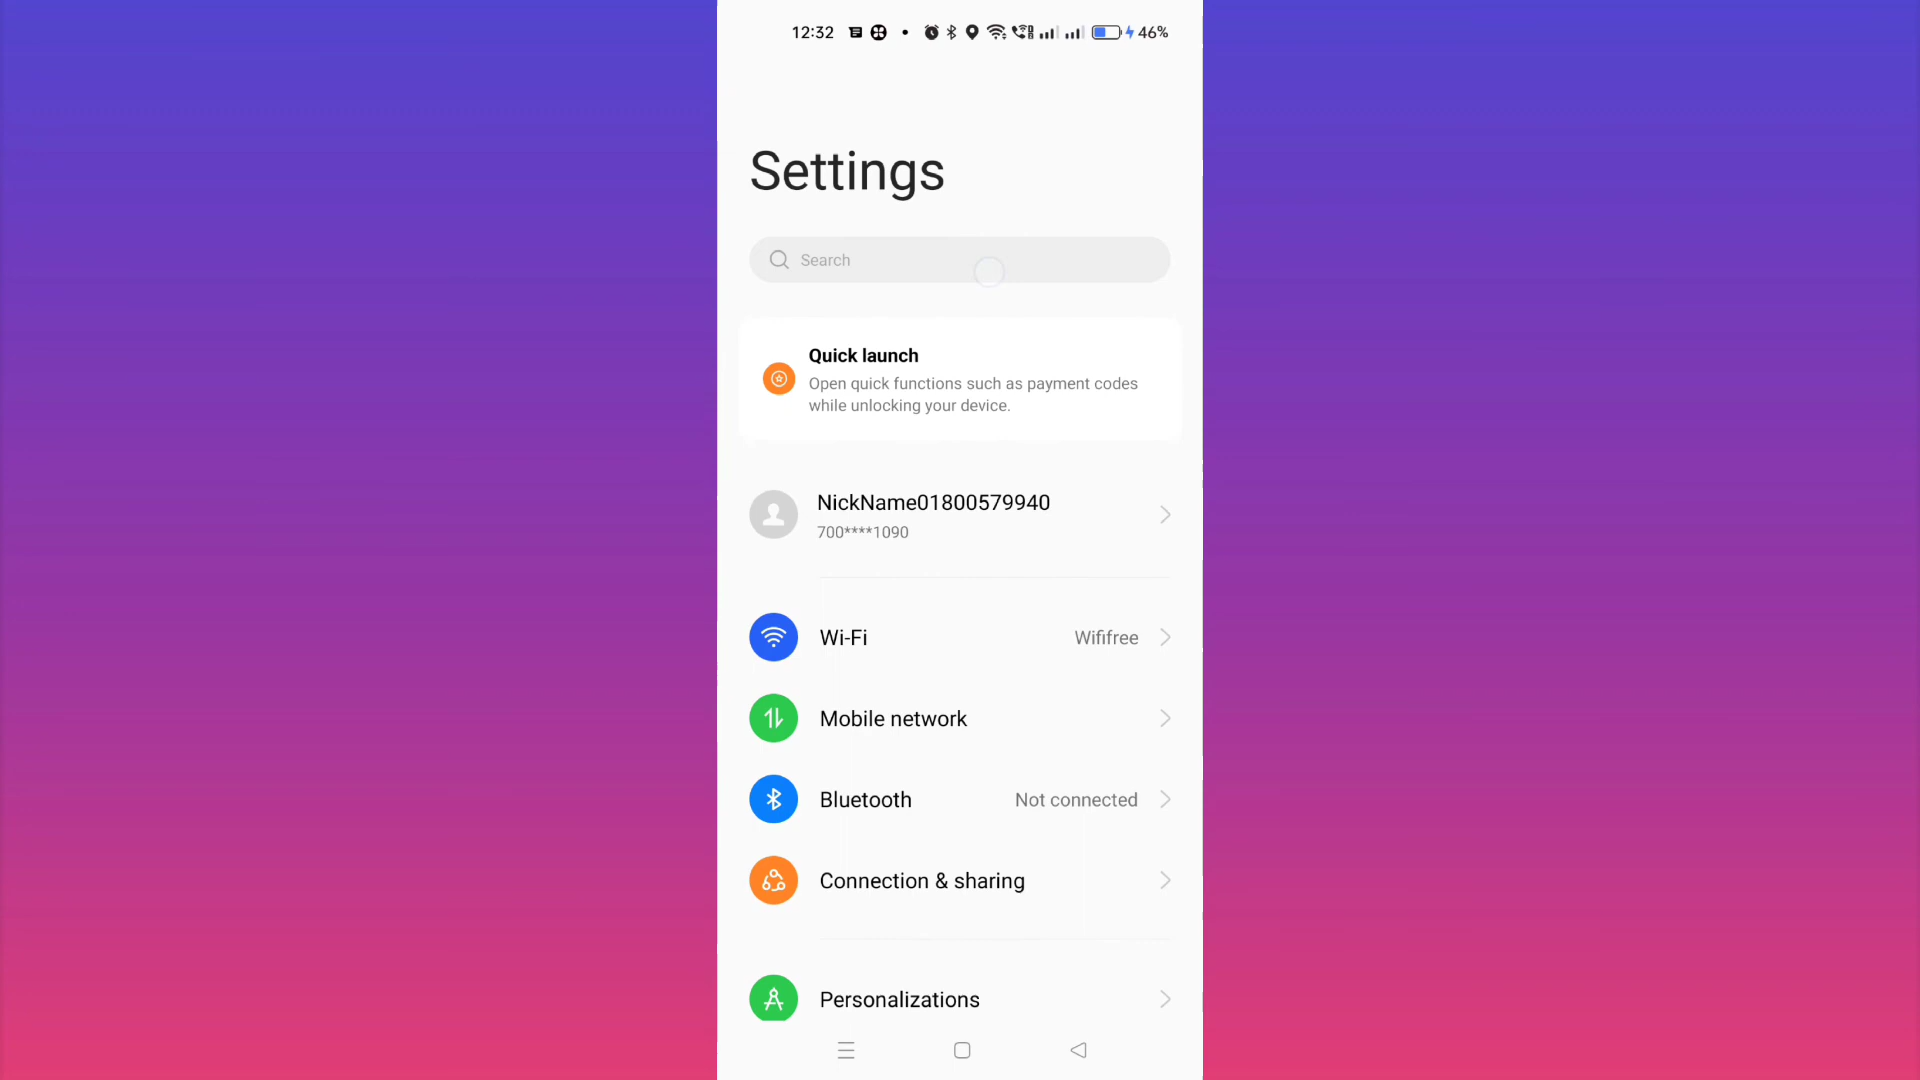 12:32 46%
Settings
Search
Quick launch
Open quick functions such as payment codes
while unlocking your device.
NickName01800579940
700****1090
Wi-Fi Wififree
Mobile network
Bluetooth Not connected
Connection & sharing
Personalizations